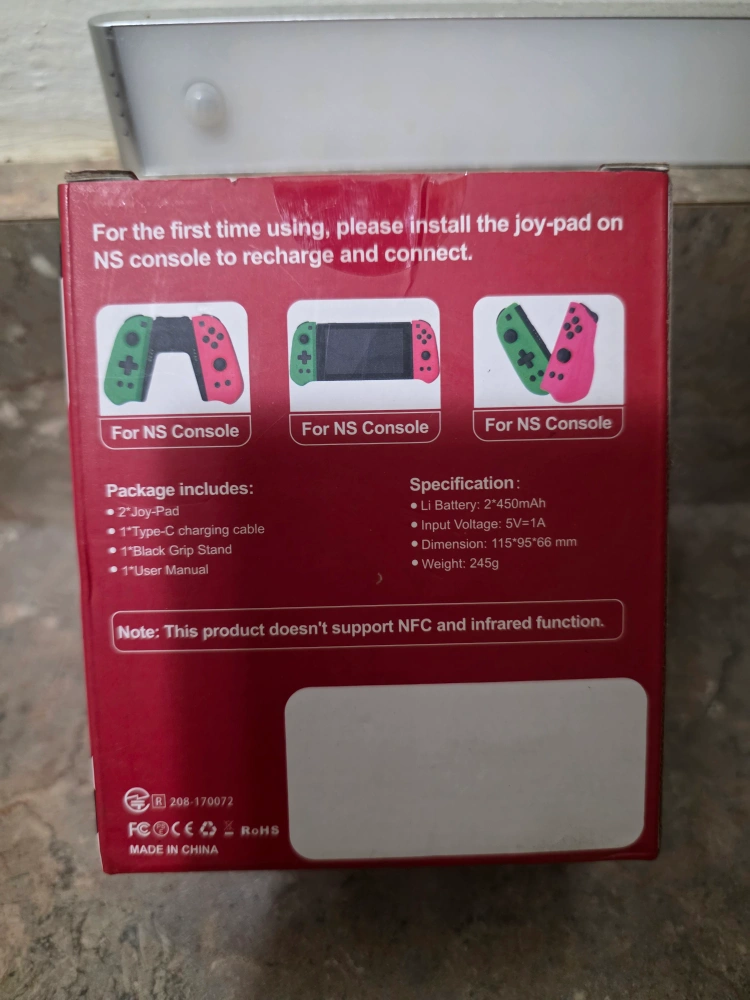 For the first time using, please install the joy-pad on
NS console to recharge and connect.
For NS Console
For NS Console
For NS Console
Package includes:
• 2*Joy-Pad
• 1*Type-C charging cable
• 1*Black Grip Stand
• 1*User Manual
Specification:
• Li Battery: 2*450mAh
• Input Voltage: 5V=1A
• Dimension: 115*95*66 mm
• Weight: 245g
Note: This product doesn't support NFC and infrared function.
R 208-170072
FC CE RoHS
MADE IN CHINA